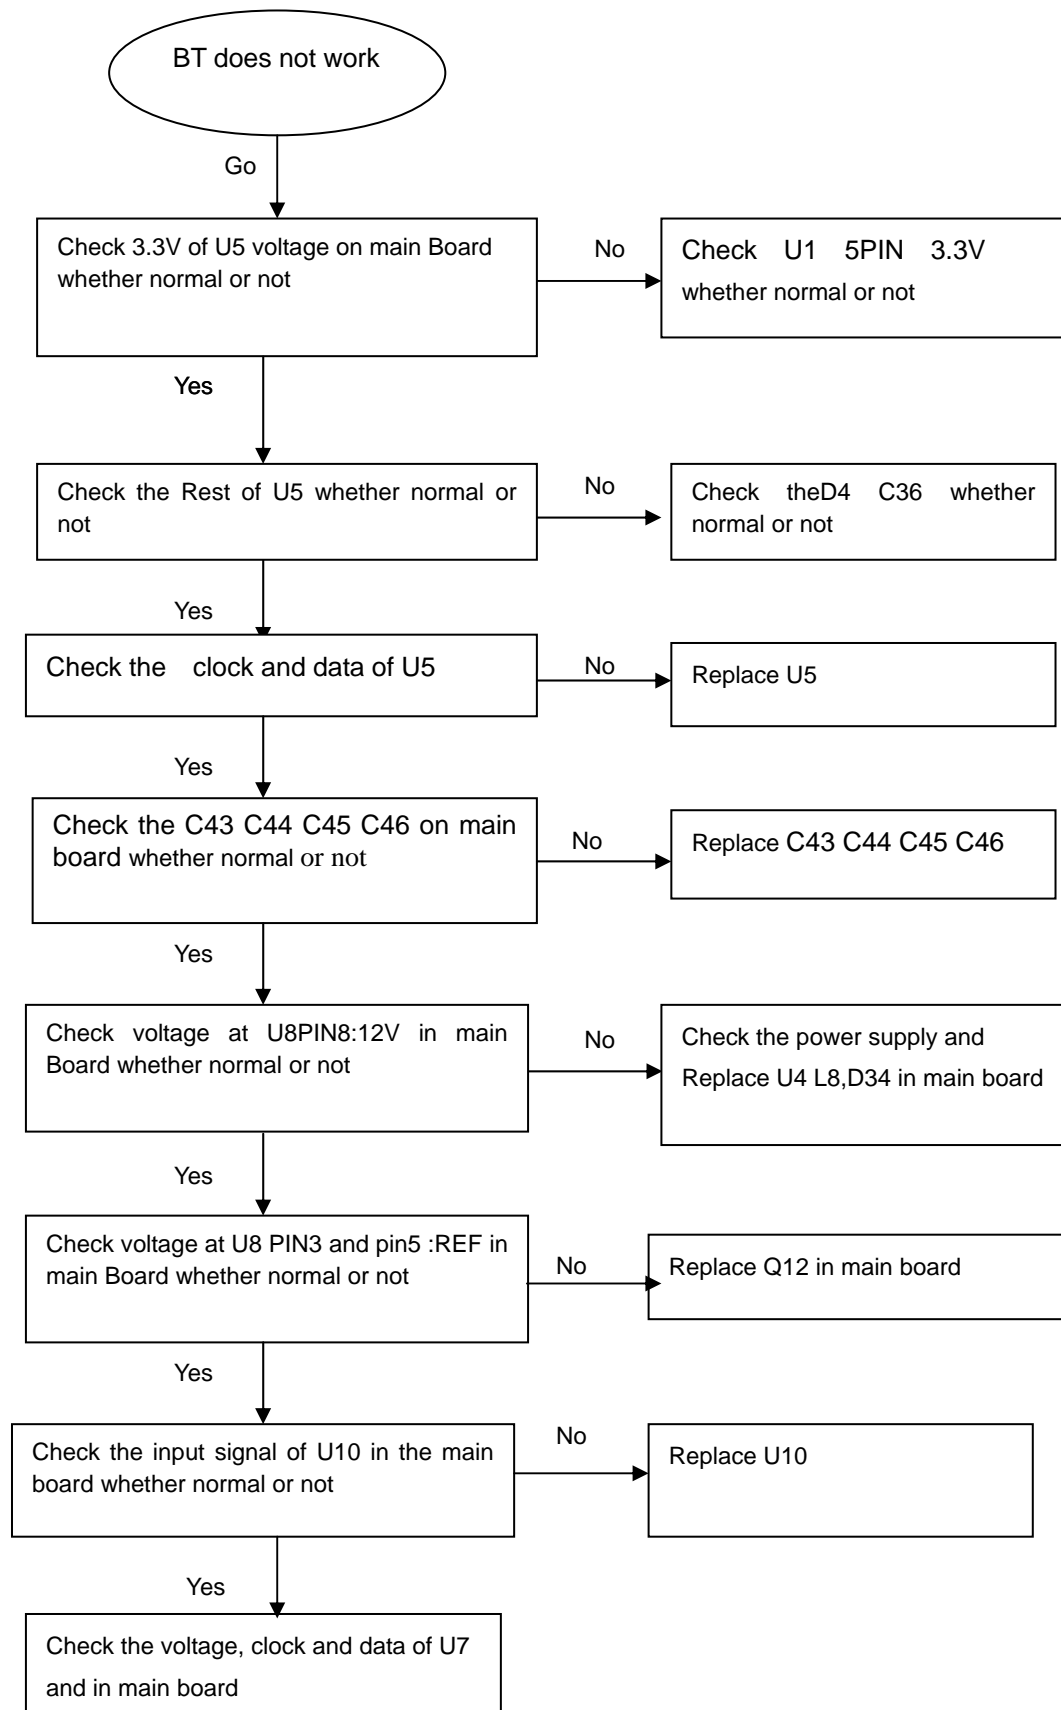 BT does not work
Go
Check 3.3V of U5 voltage on main Board
whether normal or not
No
Check U1 5PIN 3.3V
whether normal or not
Yes
Check the Rest of U5 whether normal or
not
No
Check theD4 C36 whether
normal or not
Yes
Check the clock and data of U5
No
Replace U5
Yes
Check the C43 C44 C45 C46 on main
board whether normal or not
No
Replace C43 C44 C45 C46
Yes
Check voltage at U8PIN8:12V in main
Board whether normal or not
No
Check the power supply and
Replace U4 L8,D34 in main board
Yes
Check voltage at U8 PIN3 and pin5 :REF in
main Board whether normal or not
No
Replace Q12 in main board
Yes
Check the input signal of U10 in the main
board whether normal or not
No
Replace U10
Yes
Check the voltage, clock and data of U7
and in main board